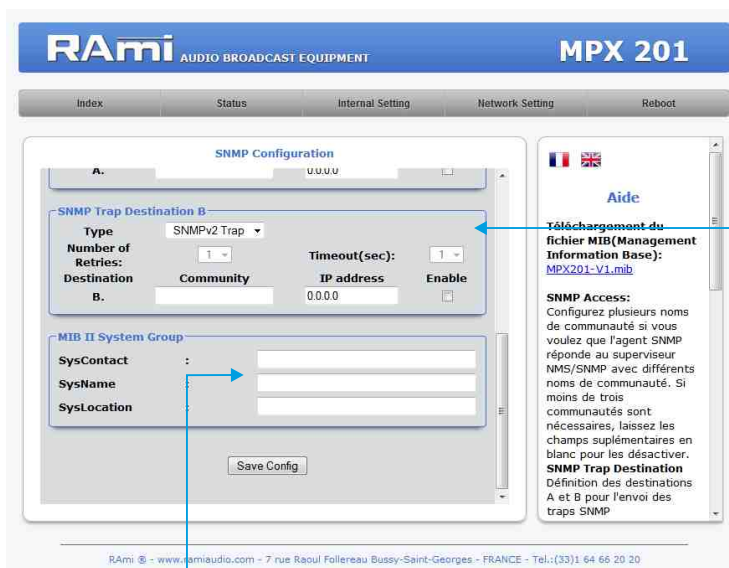 RAmi AUDIO BROADCAST EQUIPMENT
MPX 201
Index Status Internal Setting Network Setting Reboot
SNMP Configuration
A. 0.0.0.0
SNMP Trap Destination B
Type SNMPv2 Trap
Number of Retries: 1 Timeout(sec): 1
Destination Community IP address Enable
B. 0.0.0.0
MIB II System Group
SysContact :
SysName :
SysLocation :
Save Config
Aide
Téléchargement du
fichier MIB(Management
Information Base):
MPX201-V1.mib
SNMP Access:
Configurez plusieurs noms
de communauté si vous
voulez que l'agent SNMP
réponde au superviseur
NMS/SNMP avec différents
noms de communauté. Si
moins de trois
communautés sont
nécessaires, laissez les
champs suplémentaires en
blanc pour les désactiver.
SNMP Trap Destination
Définition des destinations
A et B pour l'envoi des
traps SNMP
RAmi ® - www.ramiaudio.com - 7 rue Raoul Follereau Bussy-Saint-Georges - FRANCE - Tel.:(33)1 64 66 20 20